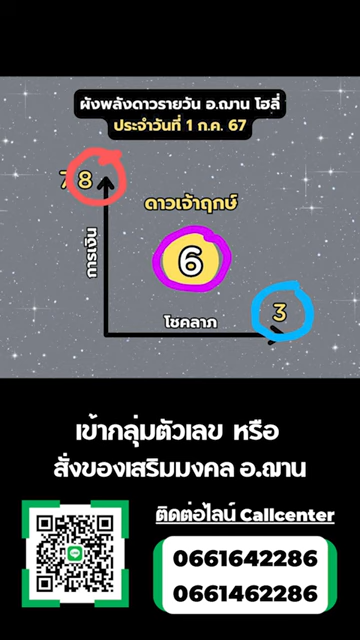 ผังพลังดาวรายวัน อ.ฌาน โฮลี่
ประจำวันที่ 1 ก.ค. 67
7 8
ดาวเจ้าฤกษ์
การเงิน
6
3
โชคลาภ
เข้ากลุ่มตัวเลข หรือ
สั่งของเสริมมงคล อ.ฌาน
ติดต่อไลน์ Callcenter
0661642286
0661462286